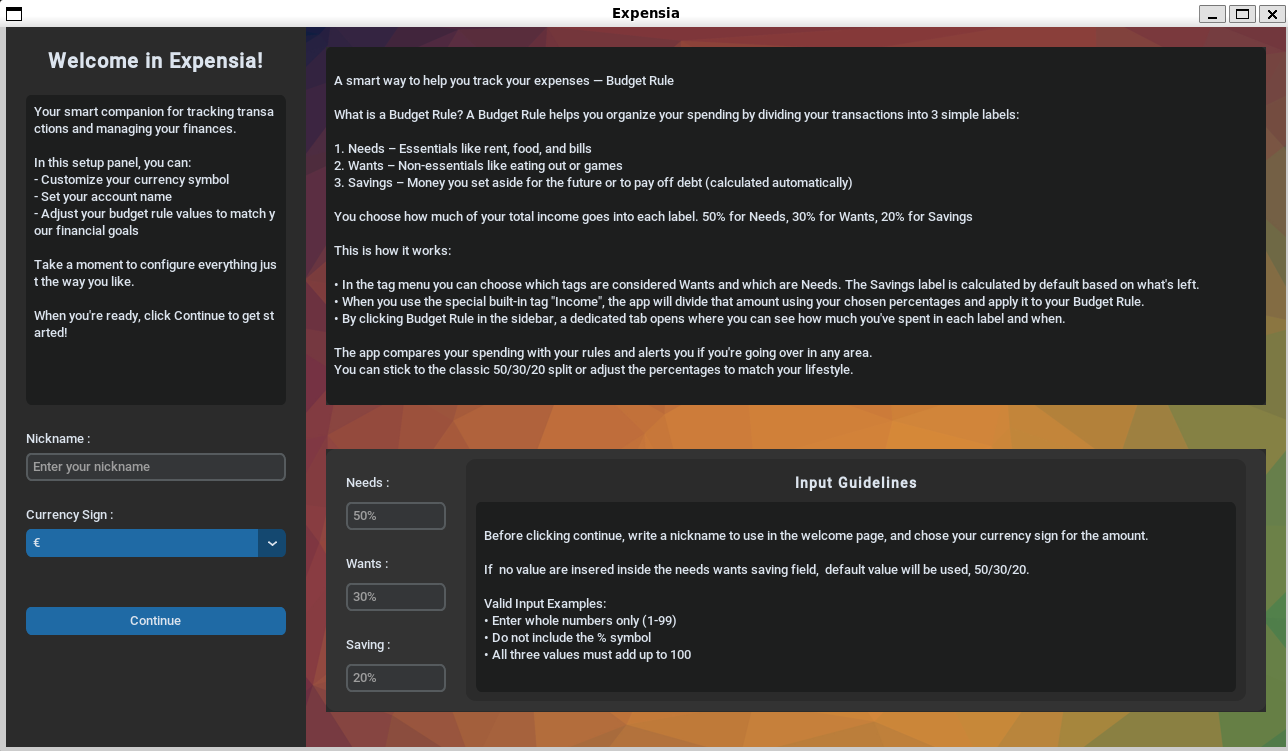 Expensia
Welcome in Expensia!
Your smart companion for tracking transa
ctions and managing your finances.
In this setup panel, you can:
- Customize your currency symbol
- Set your account name
- Adjust your budget rule values to match y
our financial goals
Take a moment to configure everything jus
t the way you like.
When you're ready, click Continue to get st
arted!
Nickname :
Enter your nickname
Currency Sign :
€
Continue
A smart way to help you track your expenses — Budget Rule
What is a Budget Rule? A Budget Rule helps you organize your spending by dividing your transactions into 3 simple labels:
1. Needs – Essentials like rent, food, and bills
2. Wants – Non-essentials like eating out or games
3. Savings – Money you set aside for the future or to pay off debt (calculated automatically)
You choose how much of your total income goes into each label. 50% for Needs, 30% for Wants, 20% for Savings
This is how it works:
• In the tag menu you can choose which tags are considered Wants and which are Needs. The Savings label is calculated by default based on what's left.
• When you use the special built-in tag "Income", the app will divide that amount using your chosen percentages and apply it to your Budget Rule.
• By clicking Budget Rule in the sidebar, a dedicated tab opens where you can see how much you've spent in each label and when.
The app compares your spending with your rules and alerts you if you're going over in any area.
You can stick to the classic 50/30/20 split or adjust the percentages to match your lifestyle.
Needs :
50%
Wants :
30%
Saving :
20%
Input Guidelines
Before clicking continue, write a nickname to use in the welcome page, and chose your currency sign for the amount.
If  no value are insered inside the needs wants saving field,  default value will be used, 50/30/20.
Valid Input Examples:
• Enter whole numbers only (1-99)
• Do not include the % symbol
• All three values must add up to 100